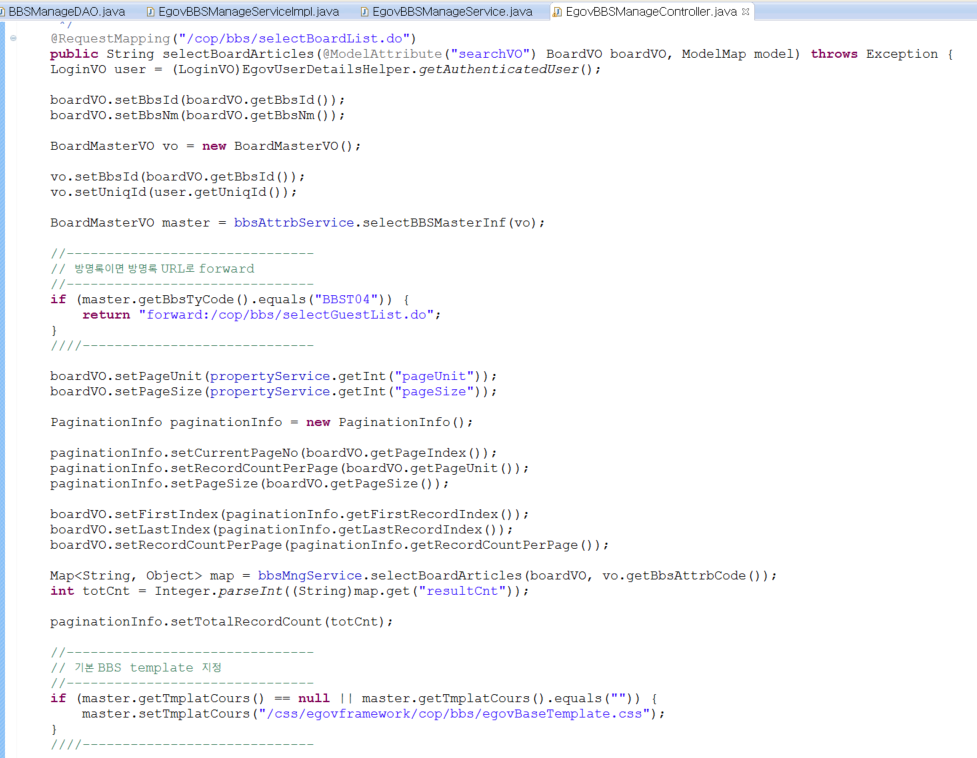 BBSManageDAO.java EgovBBSManageServiceImpl.java EgovBBSManageService.java EgovBBSManageController.java
*/
@RequestMapping("/cop/bbs/selectBoardList.do")
public String selectBoardArticles(@ModelAttribute("searchVO") BoardVO boardVO, ModelMap model) throws Exception {
LoginVO user = (LoginVO)EgovUserDetailsHelper.getAuthenticatedUser();
boardVO.setBbsId(boardVO.getBbsId());
boardVO.setBbsNm(boardVO.getBbsNm());
BoardMasterVO vo = new BoardMasterVO();
vo.setBbsId(boardVO.getBbsId());
vo.setUniqId(user.getUniqId());
BoardMasterVO master = bbsAttrbService.selectBBSMasterInf(vo);
//-------------------------------
// 방명록이면 방명록 URL로 forward
//-------------------------------
if (master.getBbsTyCode().equals("BBST04")) {
return "forward:/cop/bbs/selectGuestList.do";
}
////-----------------------------
boardVO.setPageUnit(propertyService.getInt("pageUnit"));
boardVO.setPageSize(propertyService.getInt("pageSize"));
PaginationInfo paginationInfo = new PaginationInfo();
paginationInfo.setCurrentPageNo(boardVO.getPageIndex());
paginationInfo.setRecordCountPerPage(boardVO.getPageUnit());
paginationInfo.setPageSize(boardVO.getPageSize());
boardVO.setFirstIndex(paginationInfo.getFirstRecordIndex());
boardVO.setLastIndex(paginationInfo.getLastRecordIndex());
boardVO.setRecordCountPerPage(paginationInfo.getRecordCountPerPage());
Map<String, Object> map = bbsMngService.selectBoardArticles(boardVO, vo.getBbsAttrbCode());
int totCnt = Integer.parseInt((String)map.get("resultCnt"));
paginationInfo.setTotalRecordCount(totCnt);
//-------------------------------
// 기본 BBS template 지정
//-------------------------------
if (master.getTmplatCours() == null || master.getTmplatCours().equals("")) {
master.setTmplatCours("/css/egovframework/cop/bbs/egovBaseTemplate.css");
}
////-----------------------------